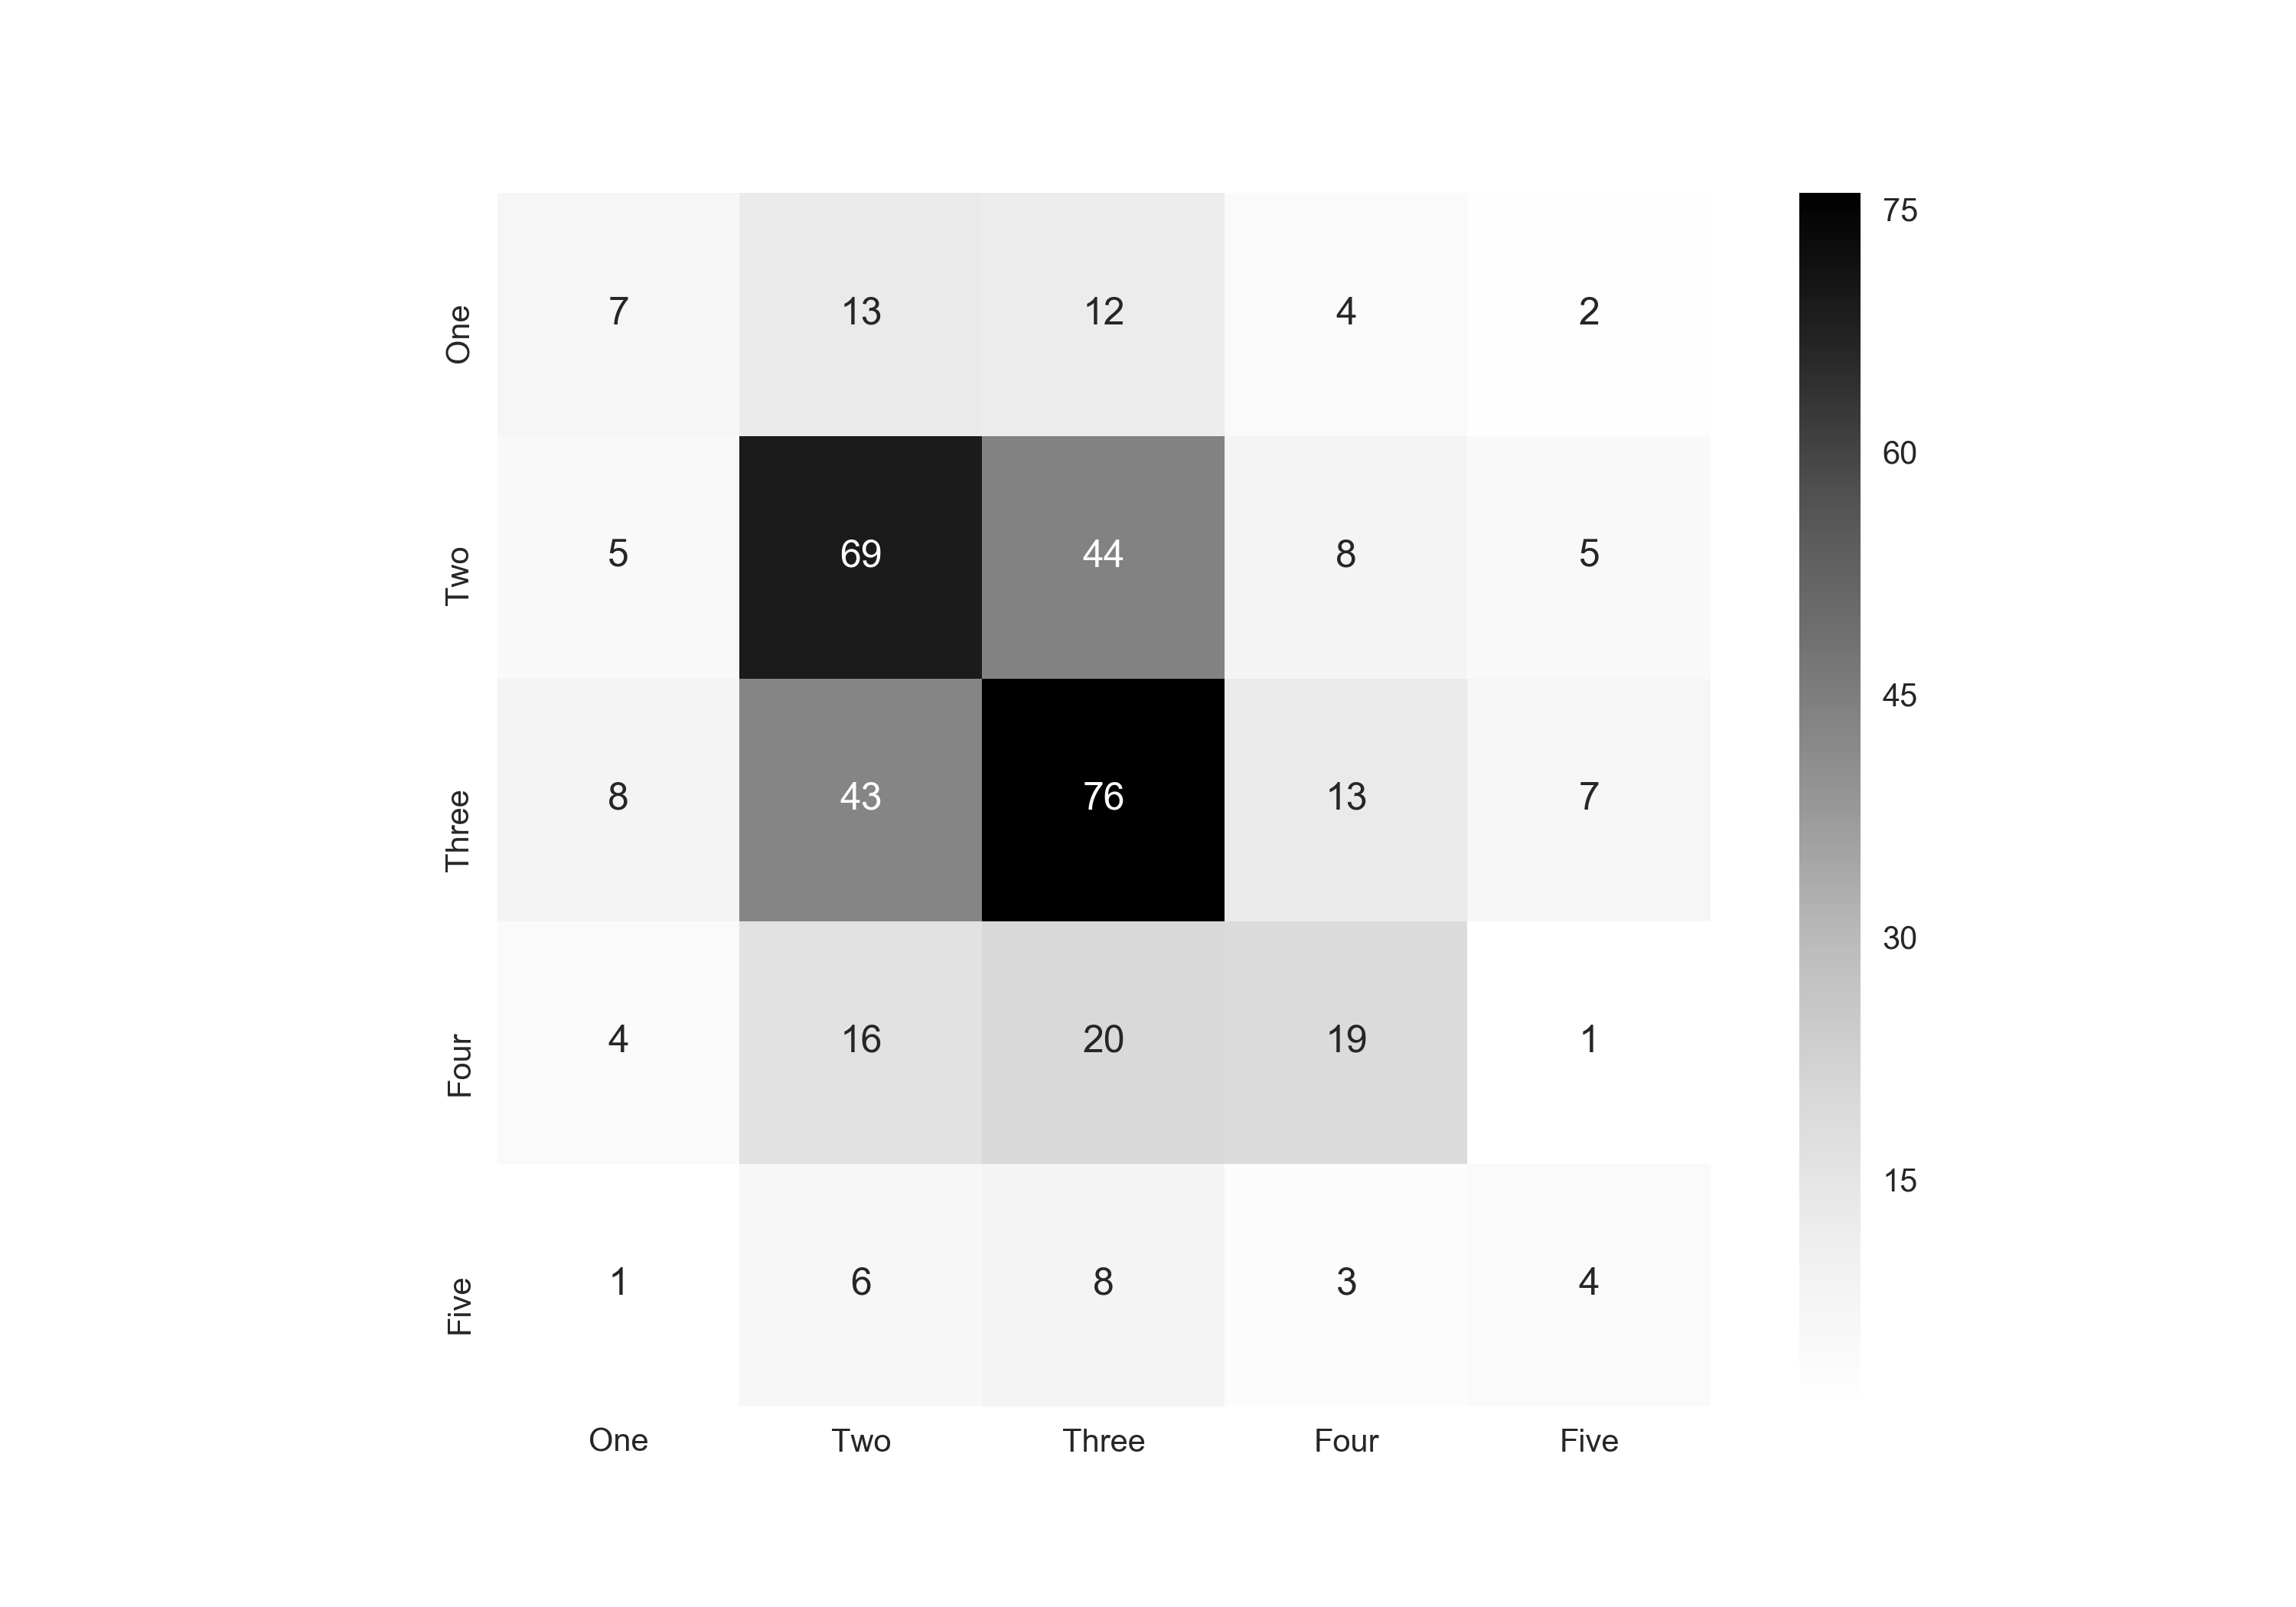 One 7 13 12 4 2
Two 5 69 44 8 5
Three 8 43 76 13 7
Four 4 16 20 19 1
Five 1 6 8 3 4
One Two Three Four Five
75
60
45
30
15